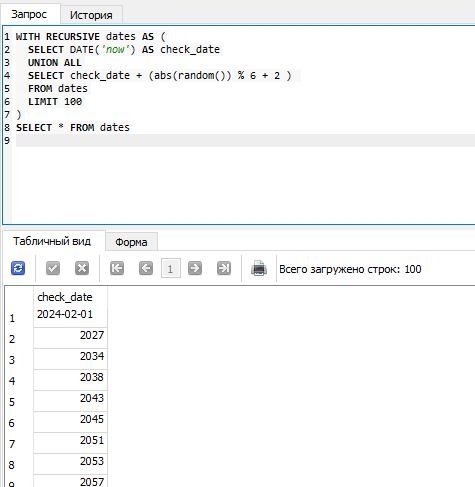 Запрос История
1 WITH RECURSIVE dates AS (
2 SELECT DATE('now') AS check_date
3 UNION ALL
4 SELECT check_date + (abs(random()) % 6 + 2 )
5 FROM dates
6 LIMIT 100
7 )
8 SELECT * FROM dates
9
Табличный вид Форма
1 Всего загружено строк: 100
check_date
1 2024-02-01
2 2027
3 2034
4 2038
5 2043
6 2045
7 2051
8 2053
9 2057